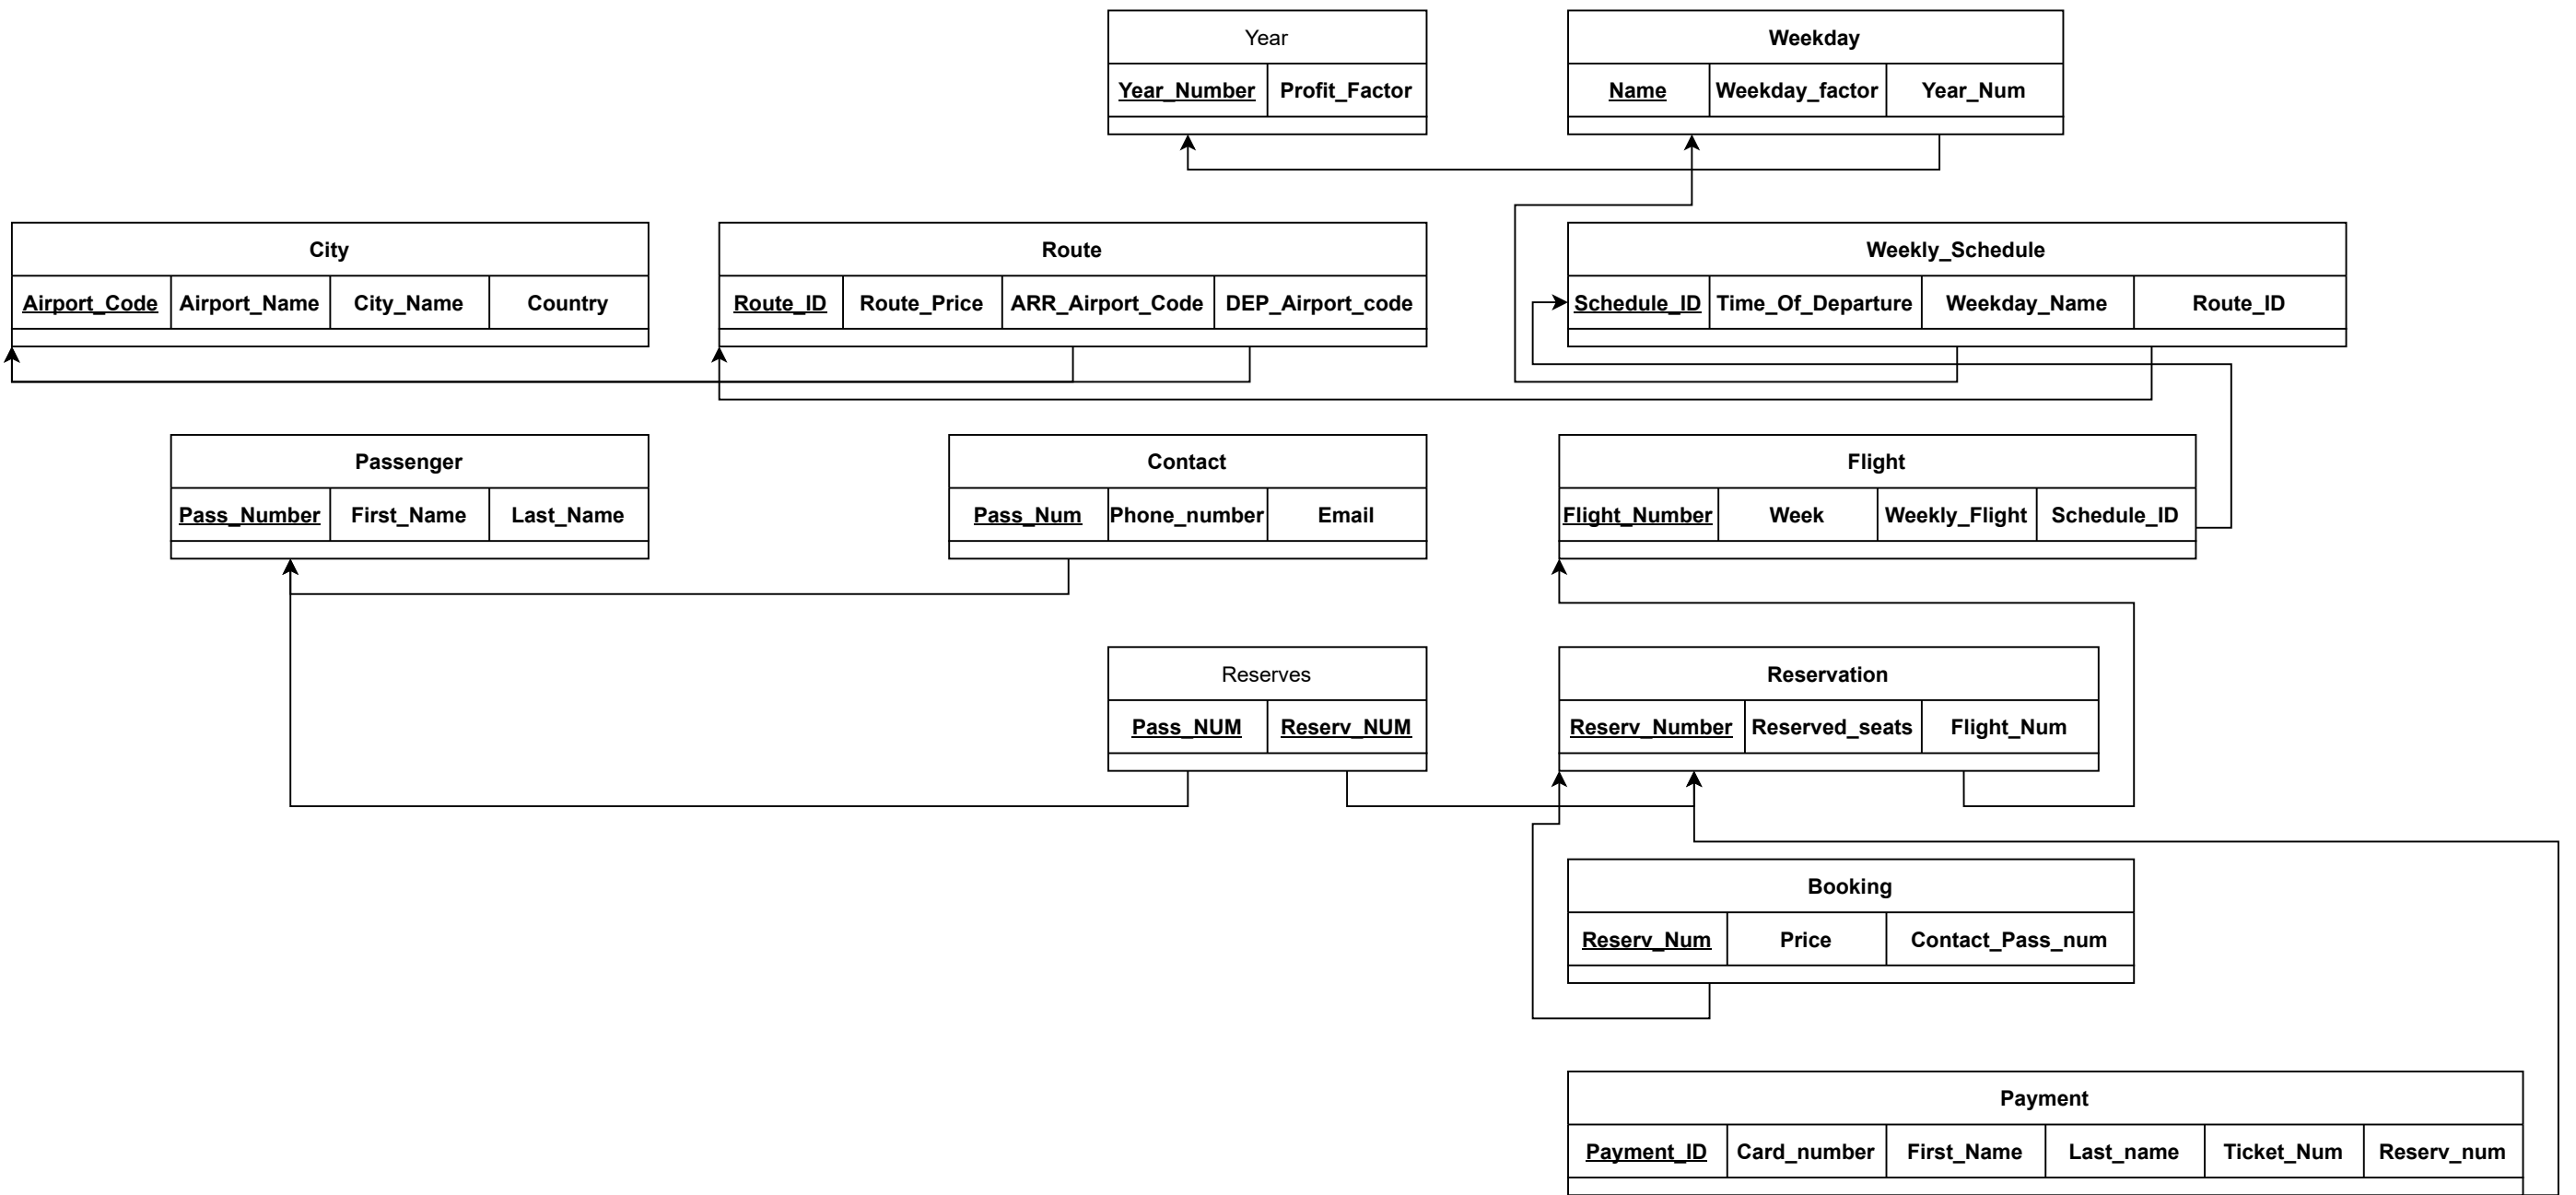 Year
Year_Number Profit_Factor
Weekday
Name Weekday_factor Year_Num
City
Airport_Code Airport_Name City_Name Country
Route
Route_ID Route_Price ARR_Airport_Code DEP_Airport_code
Weekly_Schedule
Schedule_ID Time_Of_Departure Weekday_Name Route_ID
Passenger
Pass_Number First_Name Last_Name
Contact
Pass_Num Phone_number Email
Flight
Flight_Number Week Weekly_Flight Schedule_ID
Reserves
Pass_NUM Reserv_NUM
Reservation
Reserv_Number Reserved_seats Flight_Num
Booking
Reserv_Num Price Contact_Pass_num
Payment
Payment_ID Card_number First_Name Last_name Ticket_Num Reserv_num